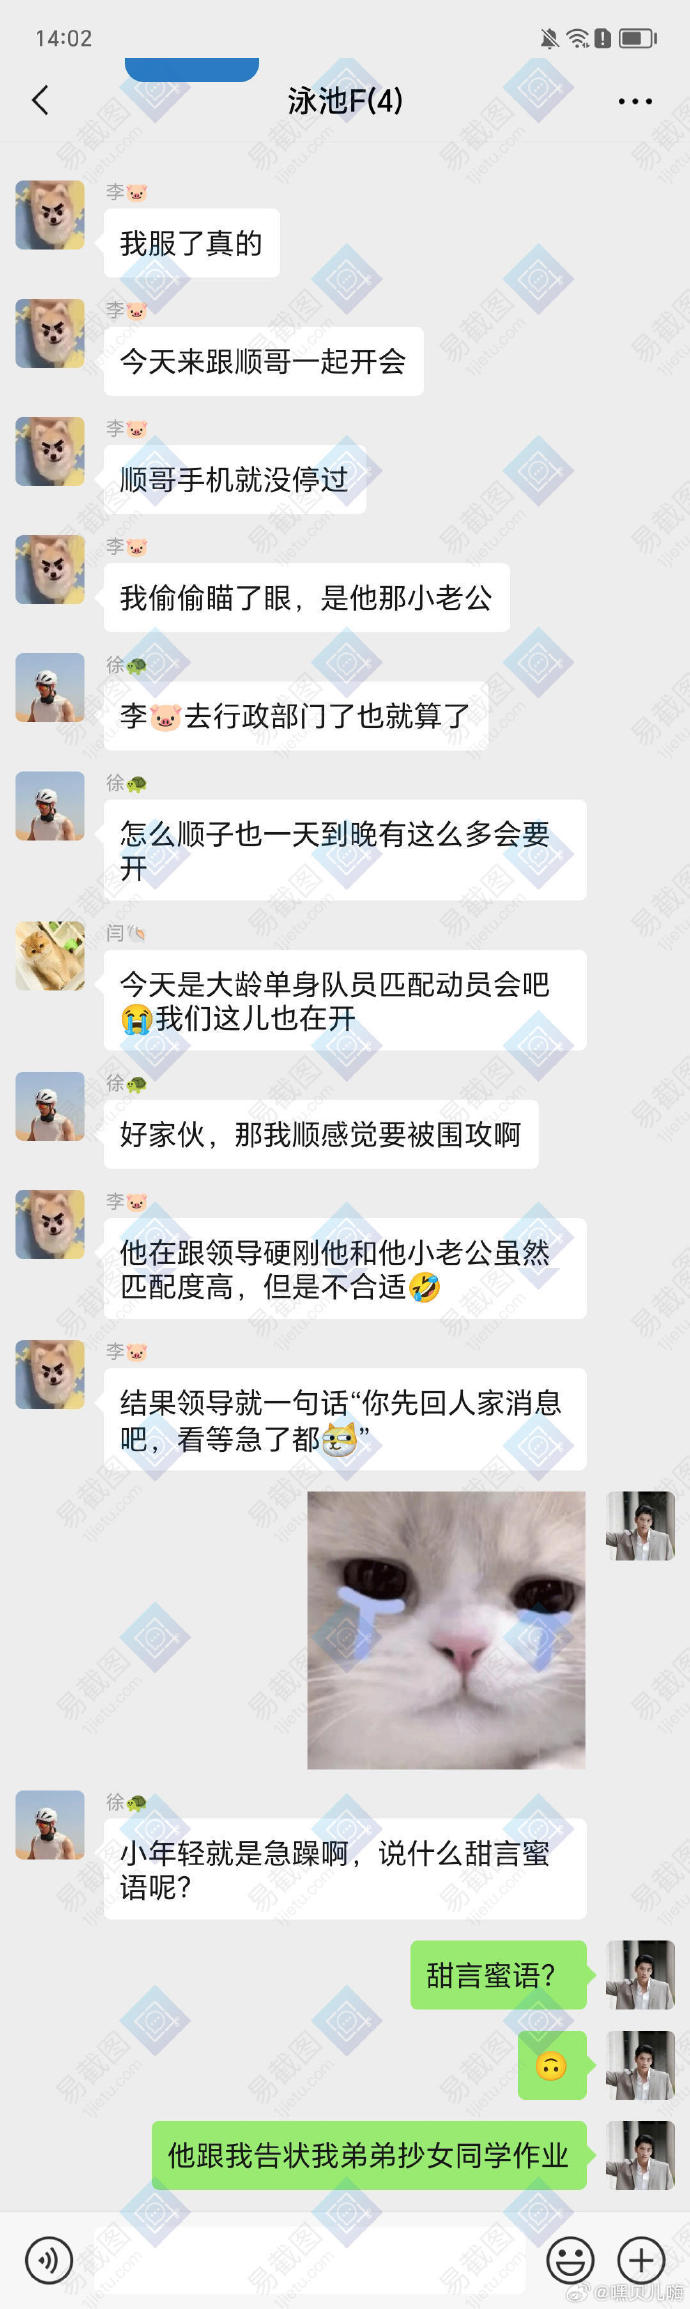 14:02
泳池F(4)
李🐷
我服了真的
李🐷
今天来跟顺哥一起开会
李🐷
顺哥手机就没停过
李🐷
我偷偷瞄了眼，是他那小老公
徐🐢
李🐷去行政部门了也就算了
徐🐢
怎么顺子也一天到晚有这么多会要
开
闫🐚
今天是大龄单身队员匹配动员会吧
😭我们这儿也在开
徐🐢
好家伙，那我顺感觉要被围攻啊
李🐷
他在跟领导硬刚他和他小老公虽然
匹配度高，但是不合适🤣
李🐷
结果领导就一句话“你先回人家消息
吧，看等急了都”
徐🐢
小年轻就是急躁啊，说什么甜言蜜
语呢？
甜言蜜语？
🙃
他跟我告状我弟弟抄女同学作业
易截图
1jietu.com
@嘿贝儿嗨